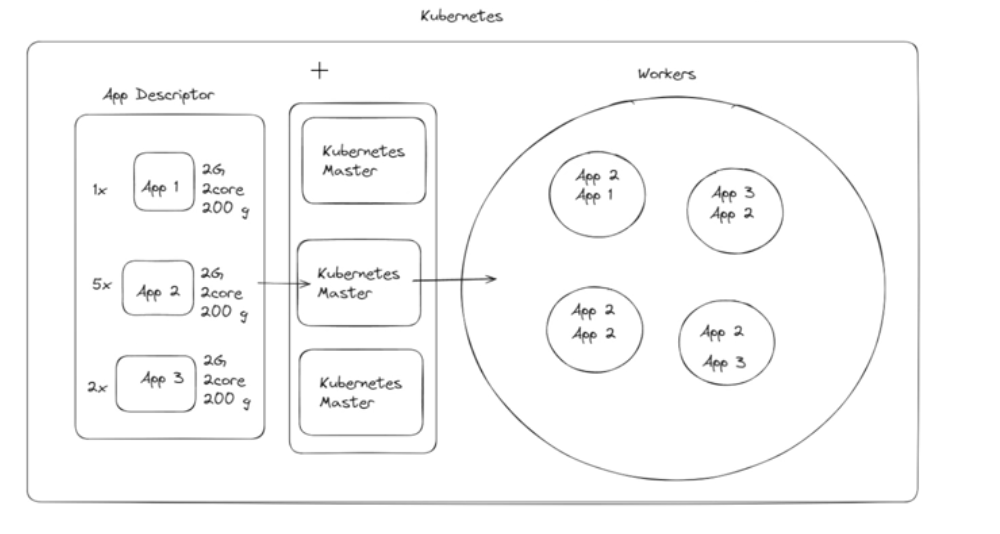 Kubernetes
+
App Descriptor
1x
App 1
2G
2core
200 g
5x
App 2
2G
2core
200 g
2x
App 3
2G
2core
200 g
Kubernetes
Master
Kubernetes
Master
Kubernetes
Master
Workers
App 2
App 1
App 3
App 2
App 2
App 2
App 2
App 3